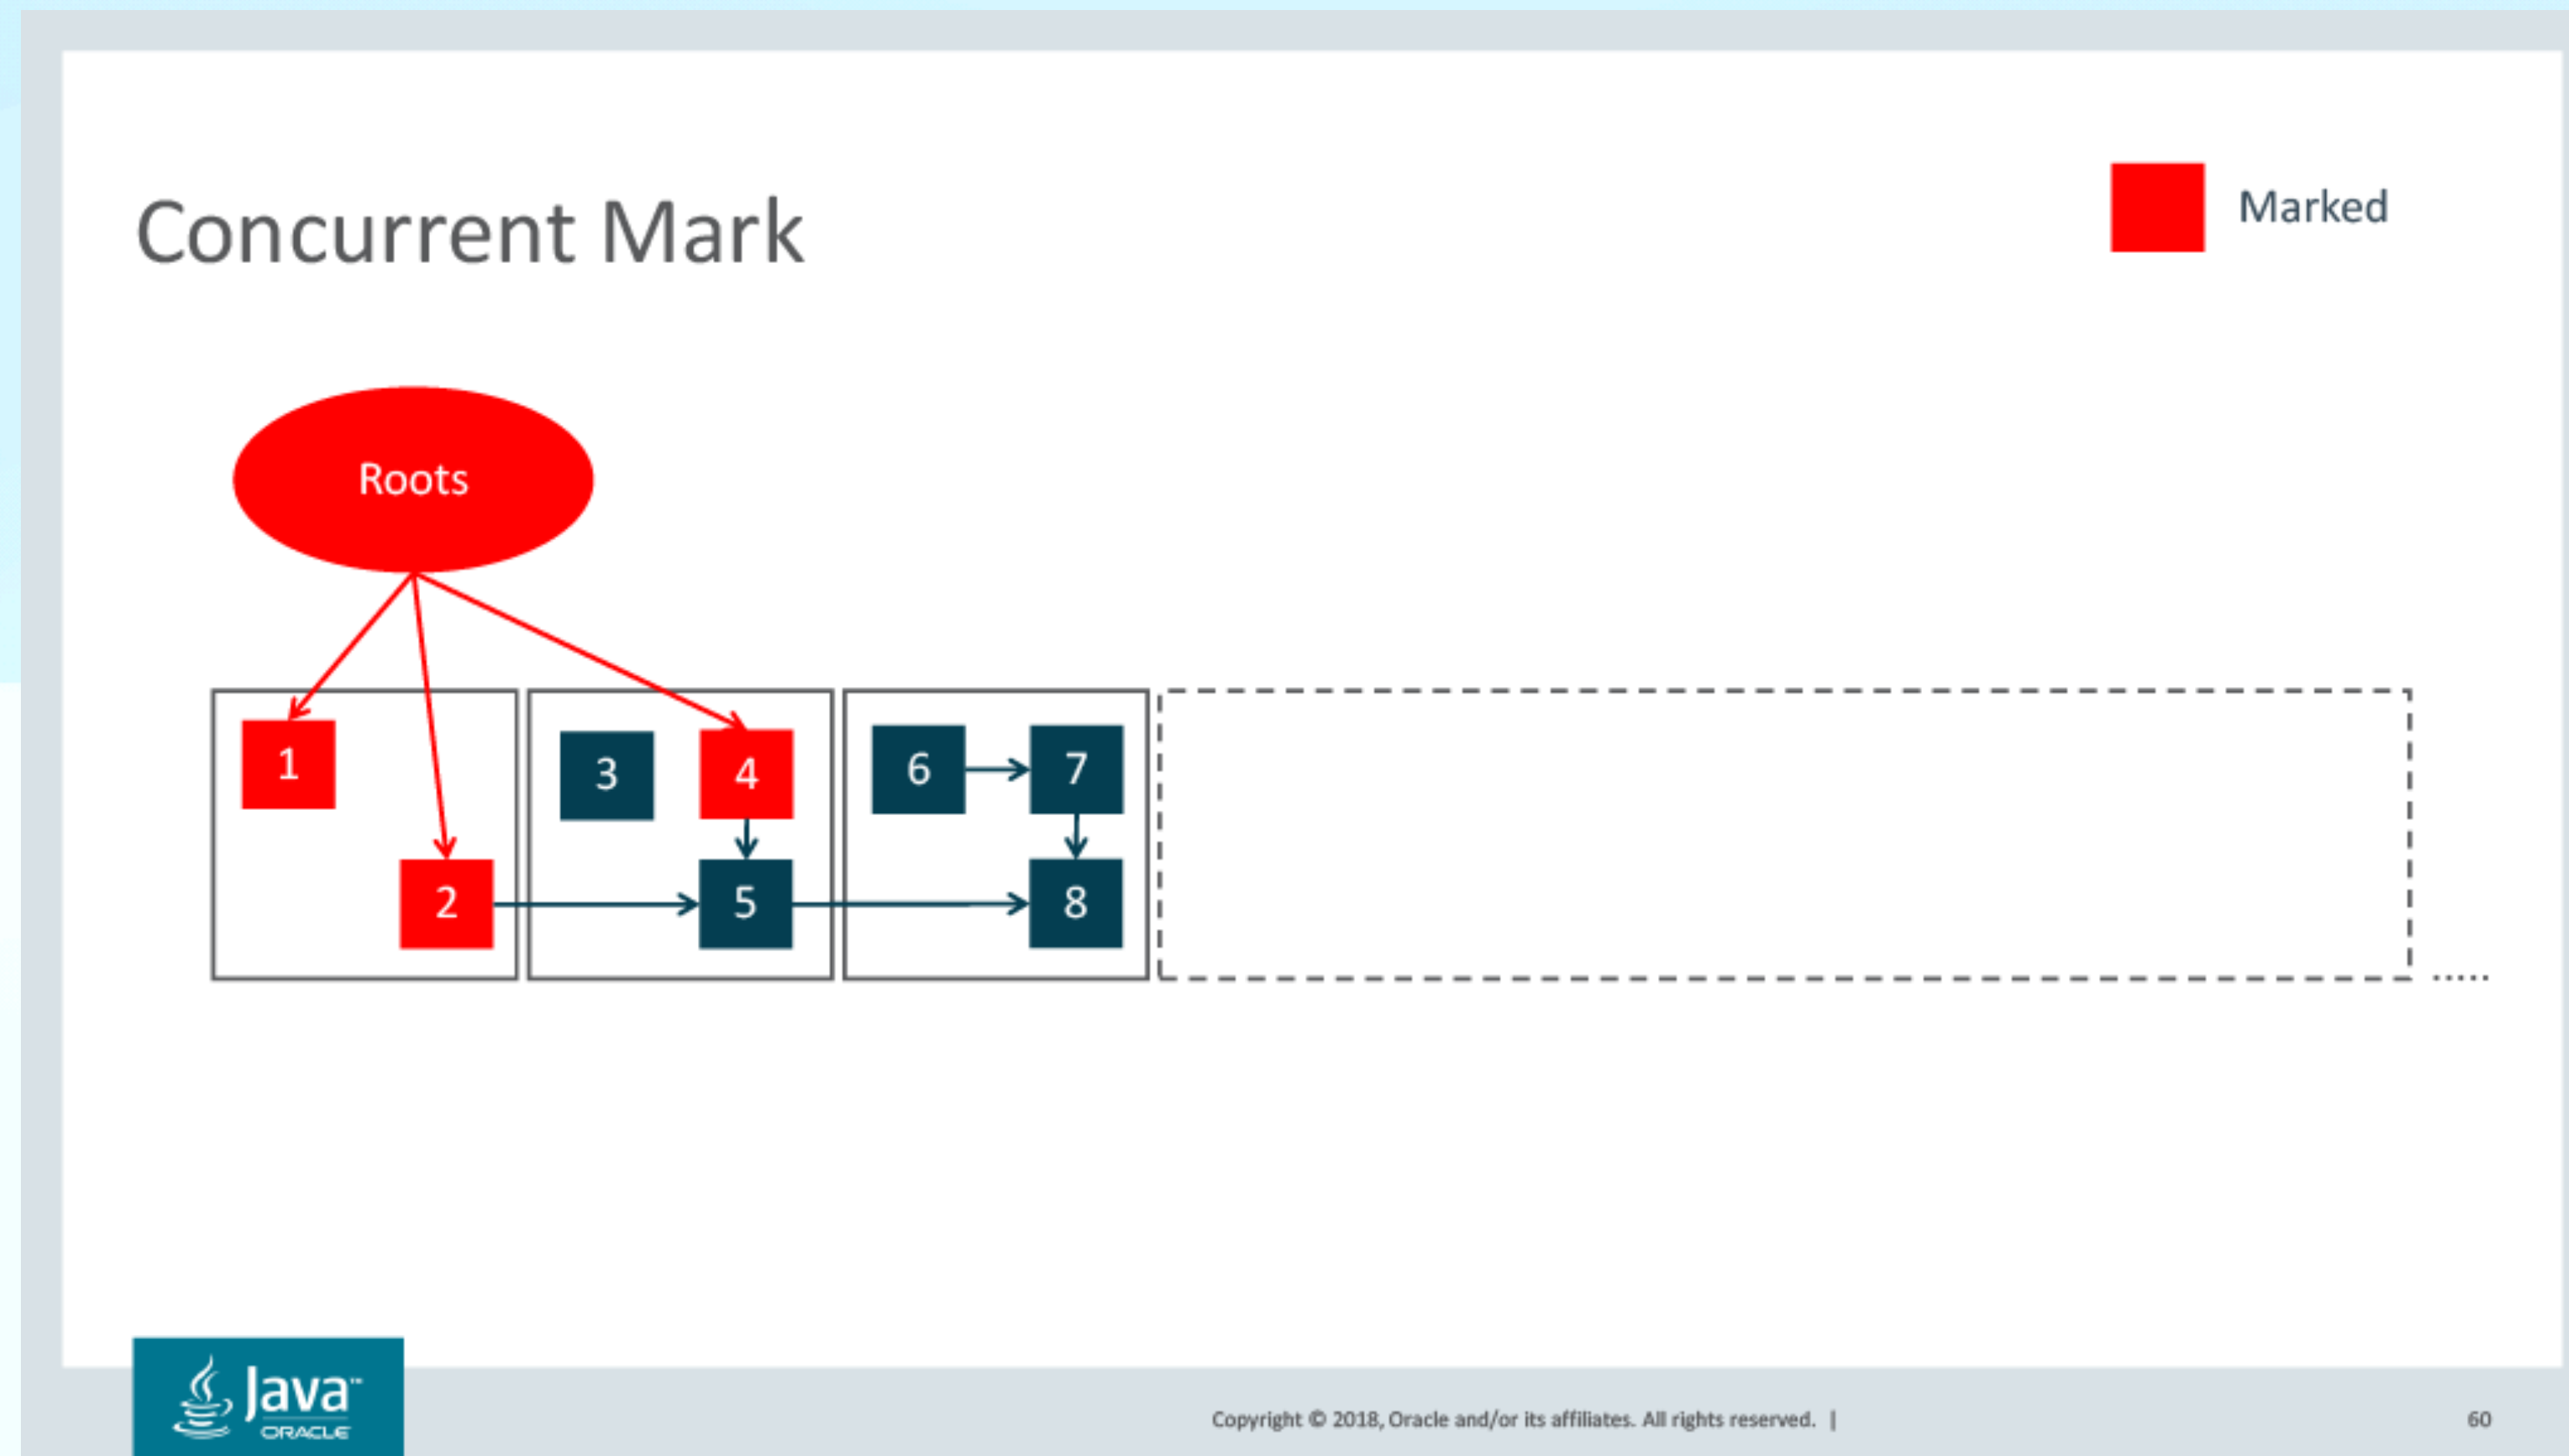 Concurrent Mark
Marked
Roots
1
3
4
6
7
2
5
8
Java™
ORACLE
Copyright © 2018, Oracle and/or its affiliates. All rights reserved. |
60